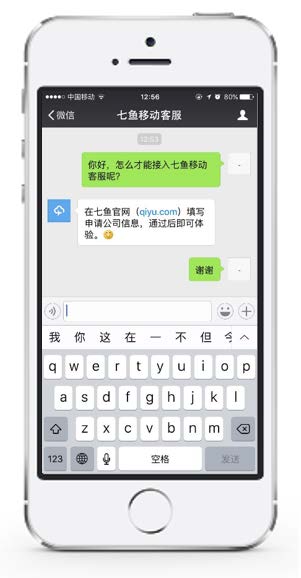 中国移动 12:56 80%
微信 七鱼移动客服
你好，怎么才能接入七鱼移动
客服呢？
在七鱼官网（qiyu.com）填写
申请公司信息，通过后即可体
验。
谢谢
我 你 这 在 一 不 但
q w e r t y u i o p
a s d f g h j k l
z x c v b n m
123 空格 发送